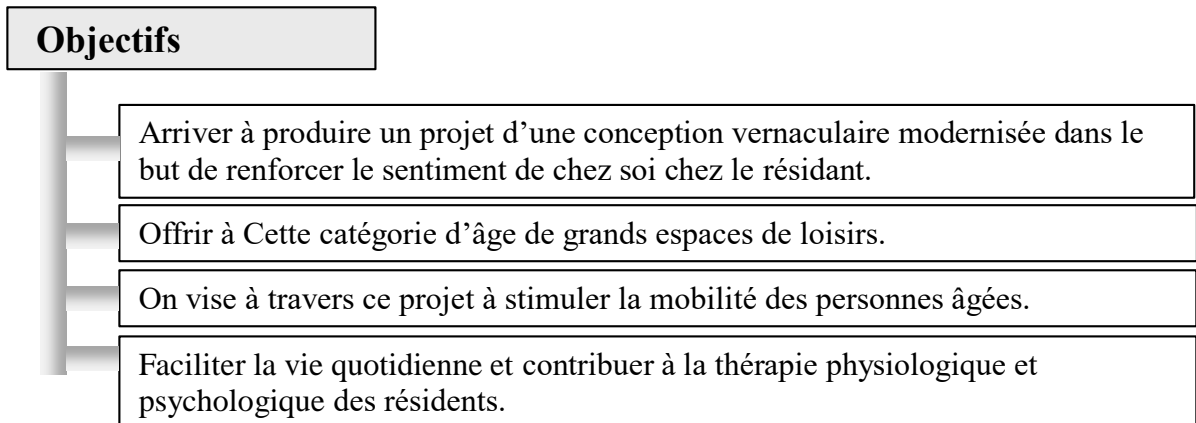 Objectifs
Arriver à produire un projet d’une conception vernaculaire modernisée dans le
but de renforcer le sentiment de chez soi chez le résidant.
Offrir à Cette catégorie d’âge de grands espaces de loisirs.
On vise à travers ce projet à stimuler la mobilité des personnes âgées.
Faciliter la vie quotidienne et contribuer à la thérapie physiologique et
psychologique des résidents.